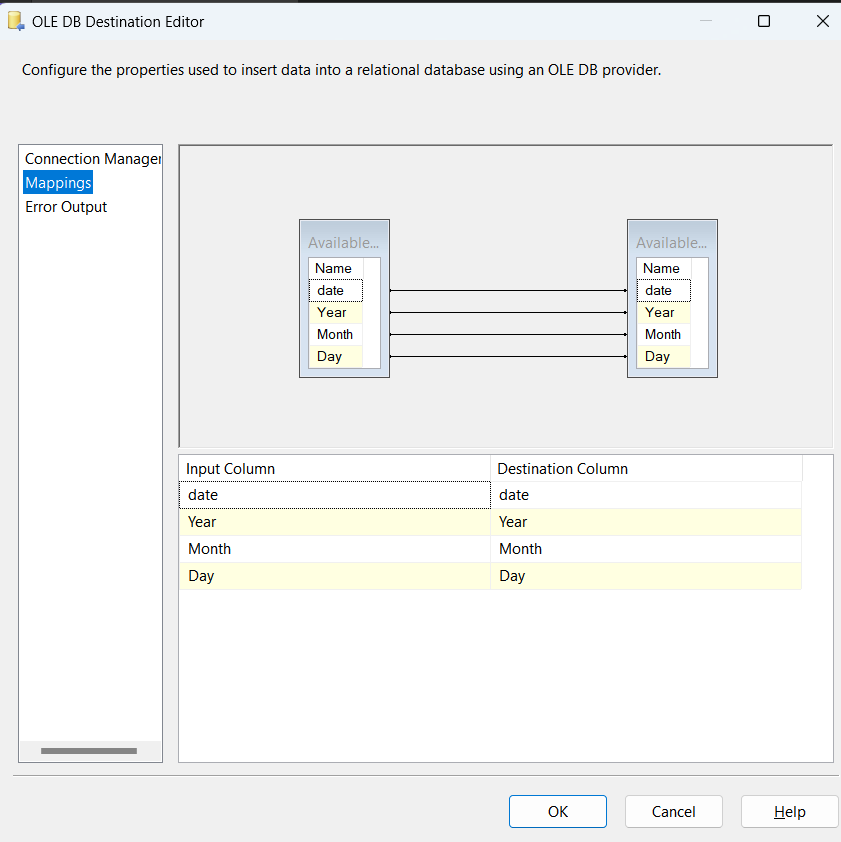 OLE DB Destination Editor
Configure the properties used to insert data into a relational database using an OLE DB provider.
Connection Manager
Mappings
Error Output
Available...
Name
date
Year
Month
Day
Available...
Name
date
Year
Month
Day
Input Column Destination Column
date date
Year Year
Month Month
Day Day
OK Cancel Help